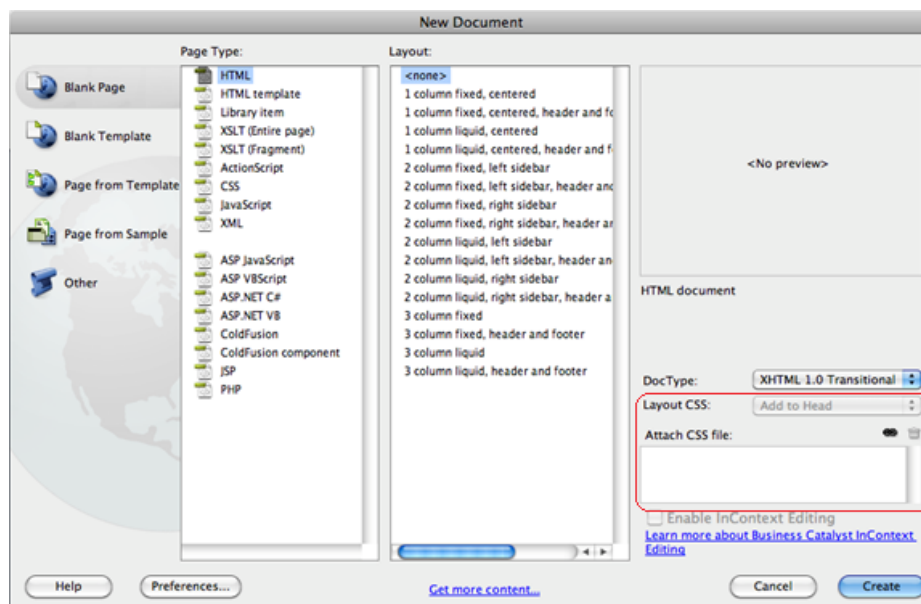 New Document
Page Type:
Layout:
Blank Page
Blank Template
Page from Template
Page from Sample
Other
HTML
HTML template
Library item
XSLT (Entire page)
XSLT (Fragment)
ActionScript
CSS
JavaScript
XML
ASP JavaScript
ASP VBScript
ASP.NET C#
ASP.NET VB
ColdFusion
ColdFusion component
JSP
PHP
<none>
1 column fixed, centered
1 column fixed, centered, header and fo
1 column liquid, centered
1 column liquid, centered, header and f
2 column fixed, left sidebar
2 column fixed, left sidebar, header and
2 column fixed, right sidebar
2 column fixed, right sidebar, header ar
2 column liquid, left sidebar
2 column liquid, left sidebar, header an
2 column liquid, right sidebar
2 column liquid, right sidebar, header a
3 column fixed
3 column fixed, header and footer
3 column liquid
3 column liquid, header and footer
<No preview>
HTML document
DocType:
XHTML 1.0 Transitional
Layout CSS:
Add to Head
Attach CSS file:
Enable InContext Editing
Learn more about Business Catalyst InContext
Editing
Help
Preferences...
Get more content...
Cancel
Create